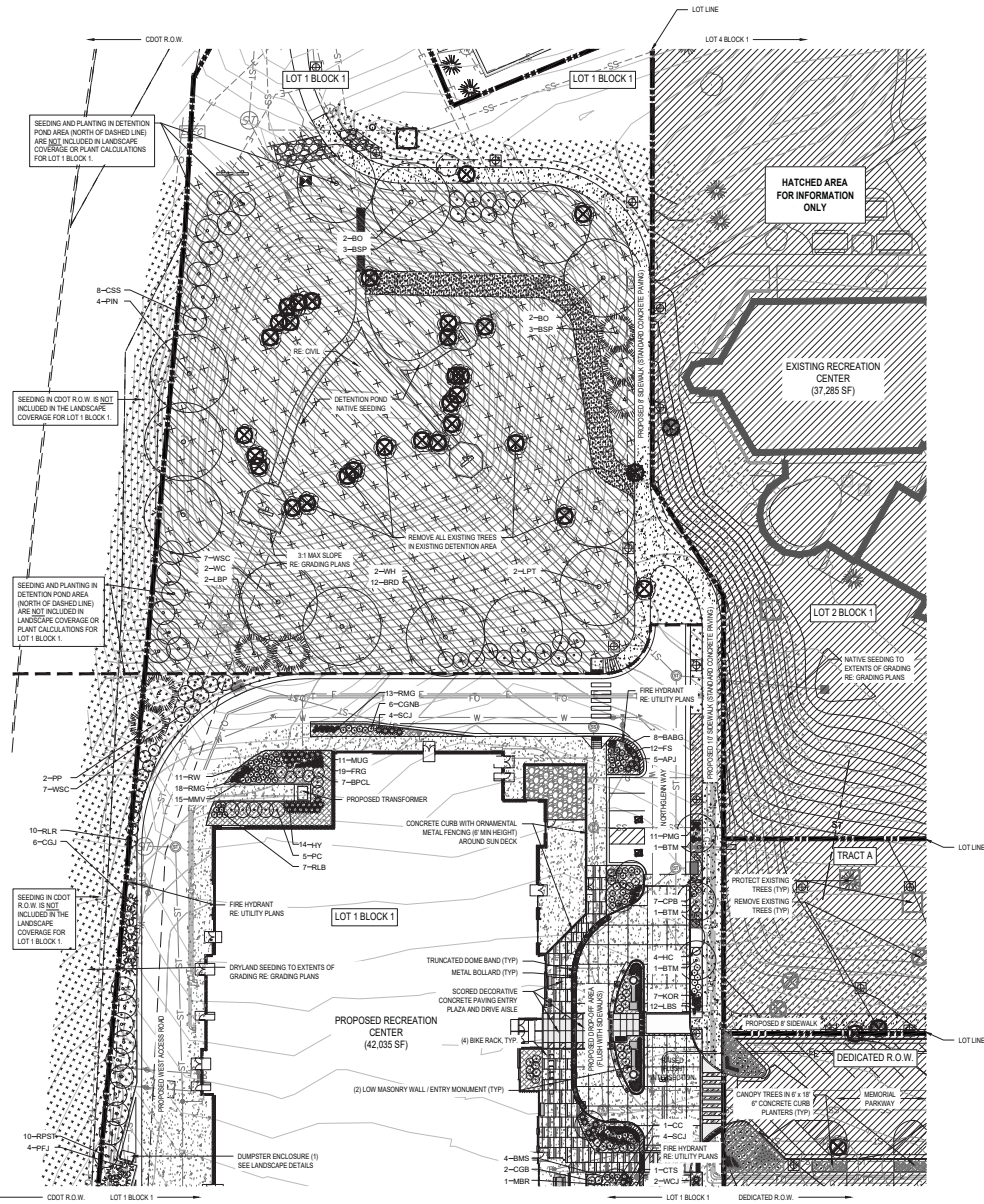 LOT LINE
CDOT R.O.W.
LOT 4 BLOCK 1
LOT 1 BLOCK 1
LOT 1 BLOCK 1
SEEDING AND PLANTING IN DETENTION
POND AREA (NORTH OF DASHED LINE)
ARE NOT INCLUDED IN LANDSCAPE
COVERAGE OR PLANT CALCULATIONS
FOR LOT 1 BLOCK 1.
HATCHED AREA
FOR INFORMATION
ONLY
2-BO
3-BSP
8-CSS
4-PIN
2-BO
3-BSP
RE: CIVIL
PROPOSED 8' SIDEWALK (STANDARD CONCRETE PAVING)
EXISTING RECREATION
CENTER
(37,285 SF)
DETENTION POND
NATIVE SEEDING
SEEDING IN CDOT R.O.W. IS NOT
INCLUDED IN THE LANDSCAPE
COVERAGE FOR LOT 1 BLOCK 1.
REMOVE ALL EXISTING TREES
IN EXISTING DETENTION AREA
7-WSC
2-WC
2-LBP
3:1 MAX SLOPE
RE: GRADING PLANS
2-WH
12-BRD
2-LPT
SEEDING AND PLANTING IN
DETENTION POND AREA
(NORTH OF DASHED LINE)
ARE NOT INCLUDED IN
LANDSCAPE COVERAGE OR
PLANT CALCULATIONS FOR
LOT 1 BLOCK 1.
LOT 2 BLOCK 1
NATIVE SEEDING TO
EXTENTS OF GRADING
RE: GRADING PLANS
PROPOSED 10' SIDEWALK (STANDARD CONCRETE PAVING)
13-RMG
6-CGNB
4-SCJ
FIRE HYDRANT
RE: UTILITY PLANS
2-PP
7-WSC
11-RW
18-RMG
15-MMV
11-MUG
19-FRG
7-BPCL
PROPOSED TRANSFORMER
8-BABG
12-FS
5-APJ
NORTHGLENN WAY
10-RLR
6-CGJ
CONCRETE CURB WITH ORNAMENTAL
METAL FENCING (6' MIN HEIGHT)
AROUND SUN DECK
14-HY
5-PC
7-RLB
11-PMG
1-BTM
LOT LINE
TRACT A
PROTECT EXISTING
TREES (TYP)
REMOVE EXISTING
TREES (TYP)
SEEDING IN CDOT
R.O.W. IS NOT
INCLUDED IN THE
LANDSCAPE
COVERAGE FOR
LOT 1 BLOCK 1.
FIRE HYDRANT
RE: UTILITY PLANS
LOT 1 BLOCK 1
7-CPB
1-BTM
4-HC
1-BTM
DRYLAND SEEDING TO EXTENTS OF
GRADING RE: GRADING PLANS
TRUNCATED DOME BAND (TYP)
METAL BOLLARD (TYP)
SCORED DECORATIVE
CONCRETE PAVING ENTRY
PLAZA AND DRIVE AISLE
7-KOR
12-LBS
PROPOSED RECREATION
CENTER
(42,035 SF)
(4) BIKE RACK, TYP.
PROPOSED DROP-OFF AREA
(FLUSH WITH SIDEWALKS)
PROPOSED 8' SIDEWALK
LOT LINE
DEDICATED R.O.W.
PROPOSED WEST ACCESS ROAD
(2) LOW MASONRY WALL / ENTRY MONUMENT (TYP)
CANOPY TREES IN 6' x 18'
6" CONCRETE CURB
PLANTERS (TYP)
MEMORIAL
PARKWAY
10-RPST
4-PFJ
DUMPSTER ENCLOSURE (1)
SEE LANDSCAPE DETAILS
1-CC
4-SCJ
FIRE HYDRANT
RE: UTILITY PLANS
4-BMS
2-CGB
1-MBR
1-CTS
2-WCJ
CDOT R.O.W.
LOT 1 BLOCK 1
LOT 1 BLOCK 1
DEDICATED R.O.W.